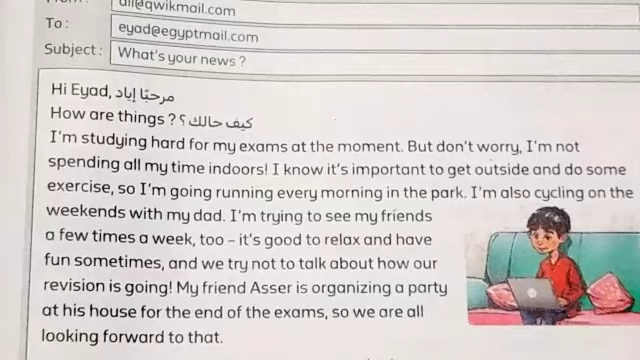 ali@qwikmail.com
To : eyad@egyptmail.com
Subject : What's your news ?
Hi Eyad, مرحبًا إياد
How are things ? كيف حالك ؟
I'm studying hard for my exams at the moment. But don't worry, I'm not
spending all my time indoors! I know it's important to get outside and do some
exercise, so I'm going running every morning in the park. I'm also cycling on the
weekends with my dad. I'm trying to see my friends
a few times a week, too – it's good to relax and have
fun sometimes, and we try not to talk about how our
revision is going! My friend Asser is organizing a party
at his house for the end of the exams, so we are all
looking forward to that.